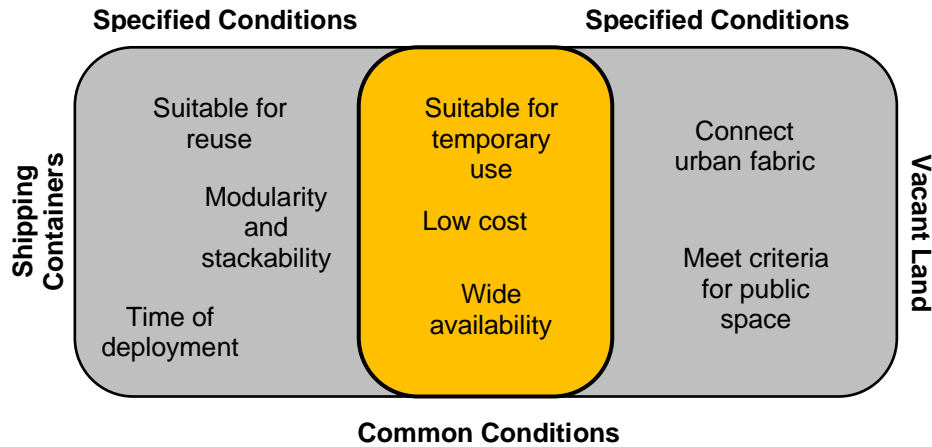 Specified Conditions
Specified Conditions
Shipping
Containers
Suitable for
reuse
Modularity
and
stackability
Time of
deployment
Suitable for
temporary
use
Low cost
Wide
availability
Connect
urban fabric
Meet criteria
for public
space
Vacant Land
Common Conditions